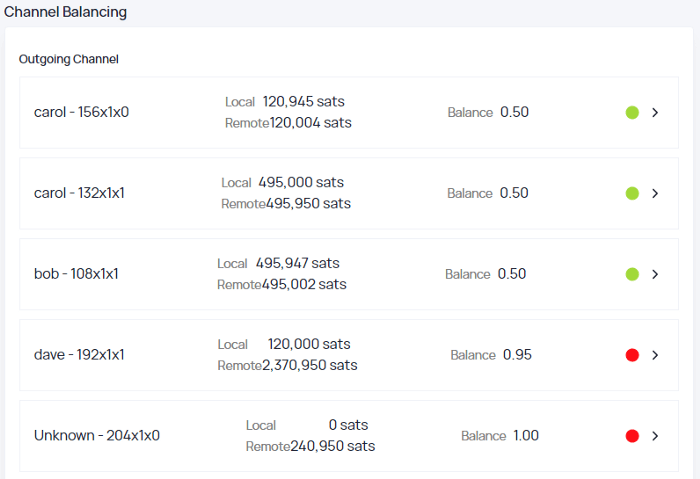 Channel Balancing
Outgoing Channel
carol - 156x1x0 Local 120,945 sats Balance 0.50
Remote 120,004 sats
carol - 132x1x1 Local 495,000 sats Balance 0.50
Remote 495,950 sats
bob - 108x1x1 Local 495,947 sats Balance 0.50
Remote 495,002 sats
dave - 192x1x1 Local 120,000 sats Balance 0.95
Remote 2,370,950 sats
Unknown - 204x1x0 Local 0 sats Balance 1.00
Remote 240,950 sats